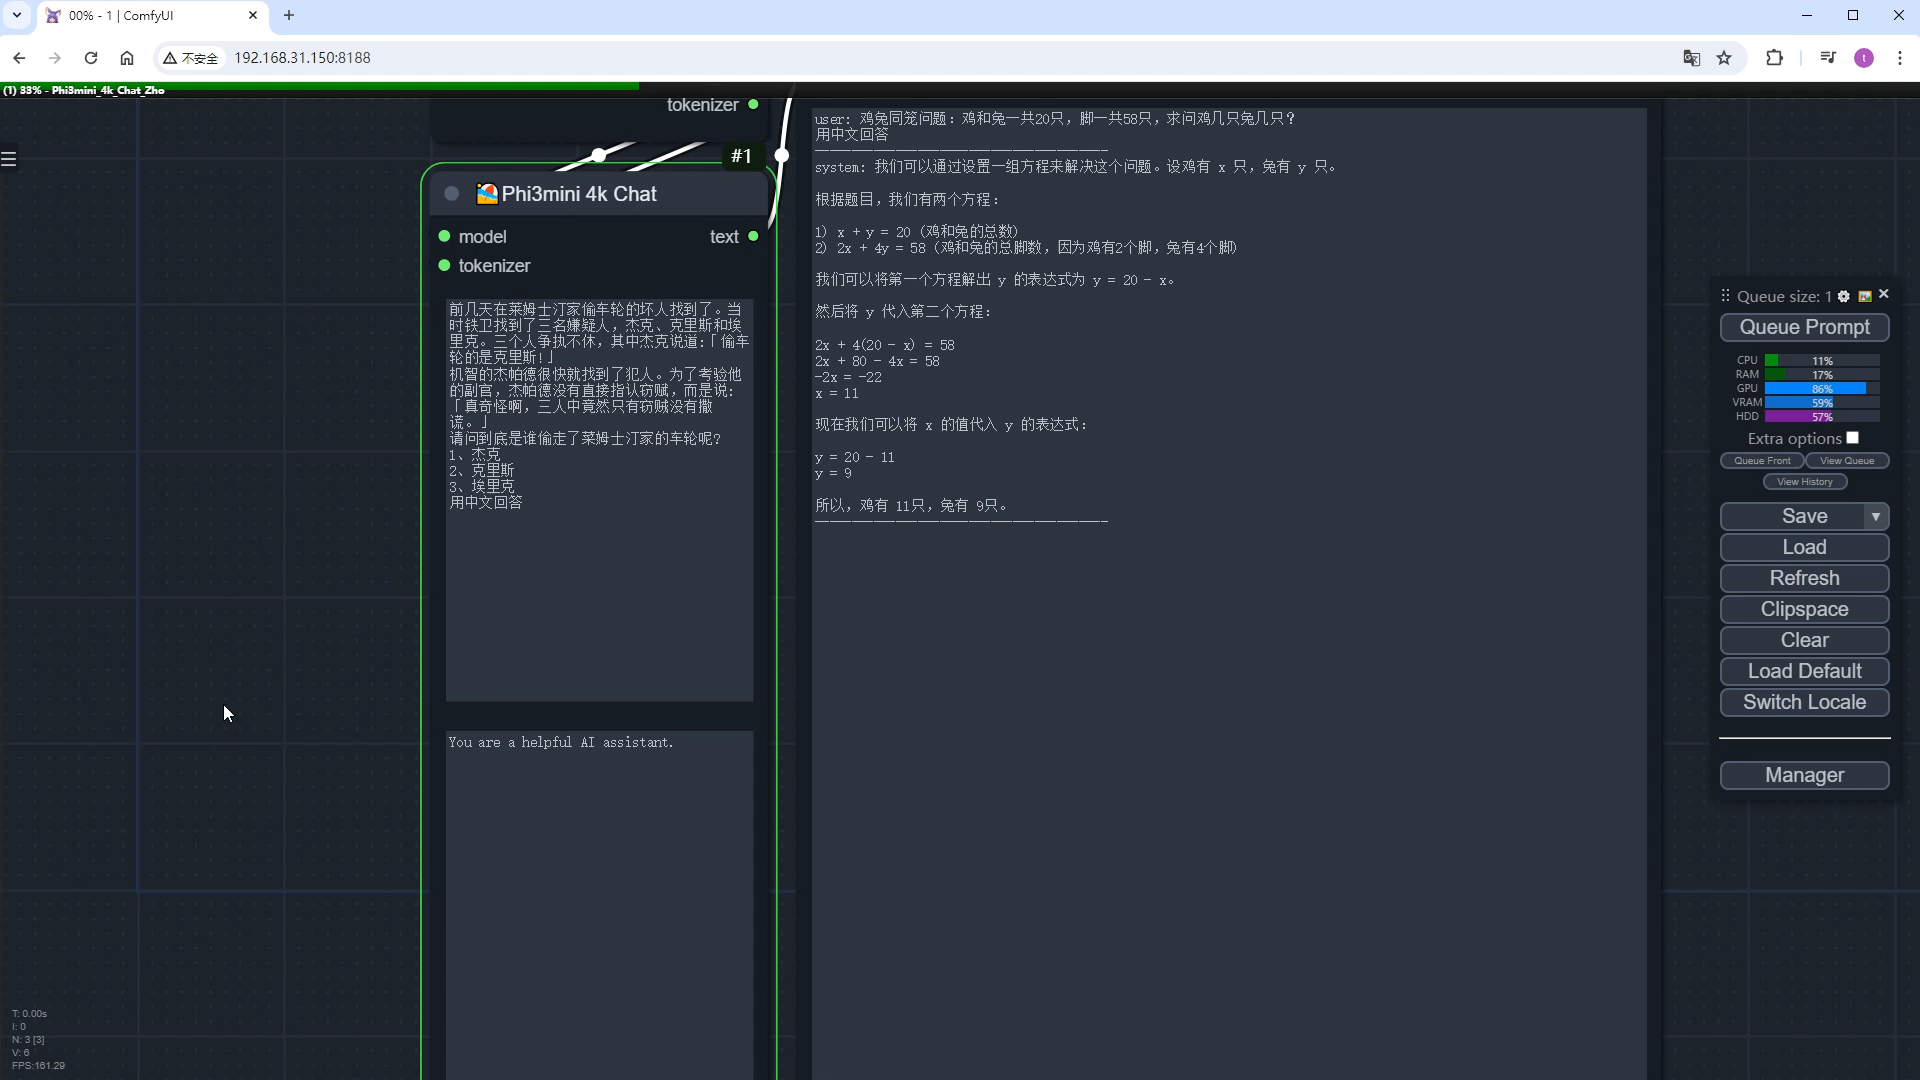 00% - 1 | ComfyUI
不安全
192.168.31.150:8188
(1) 33% - Phi3mini_4k_Chat_Zho
tokenizer
#1
Phi3mini 4k Chat
model
text
tokenizer
前几天在莱姆士汀家偷车轮的坏人找到了。当
时铁卫找到了三名嫌疑人，杰克、克里斯和埃
里克。三个人争执不休，其中杰克说道:「偷车
轮的是克里斯!」
机智的杰帕德很快就找到了犯人。为了考验他
的副官，杰帕德没有直接指认窃贼，而是说:
「真奇怪啊，三人中竟然只有窃贼没有撒
谎。」
请问到底是谁偷走了莱姆士汀家的车轮呢?
1、杰克
2、克里斯
3、埃里克
用中文回答
You are a helpful AI assistant.
user: 鸡兔同笼问题：鸡和兔一共20只，脚一共58只，求问鸡几只兔几只？
用中文回答
system: 我们可以通过设置一组方程来解决这个问题。设鸡有 x 只，兔有 y 只。
根据题目，我们有两个方程：
1) x + y = 20 (鸡和兔的总数)
2) 2x + 4y = 58 (鸡和兔的总脚数，因为鸡有2个脚，兔有4个脚)
我们可以将第一个方程解出 y 的表达式为 y = 20 - x。
然后将 y 代入第二个方程：
2x + 4(20 - x) = 58
2x + 80 - 4x = 58
-2x = -22
x = 11
现在我们可以将 x 的值代入 y 的表达式：
y = 20 - 11
y = 9
所以，鸡有 11只，兔有 9只。
Queue size: 1
Queue Prompt
CPU 11%
RAM 17%
GPU 86%
VRAM 59%
HDD 57%
Extra options
Queue Front
View Queue
View History
Save
Load
Refresh
Clipspace
Clear
Load Default
Switch Locale
Manager
T: 0.00s
I: 0
N: 3 [3]
V: 6
FPS:161.29
t